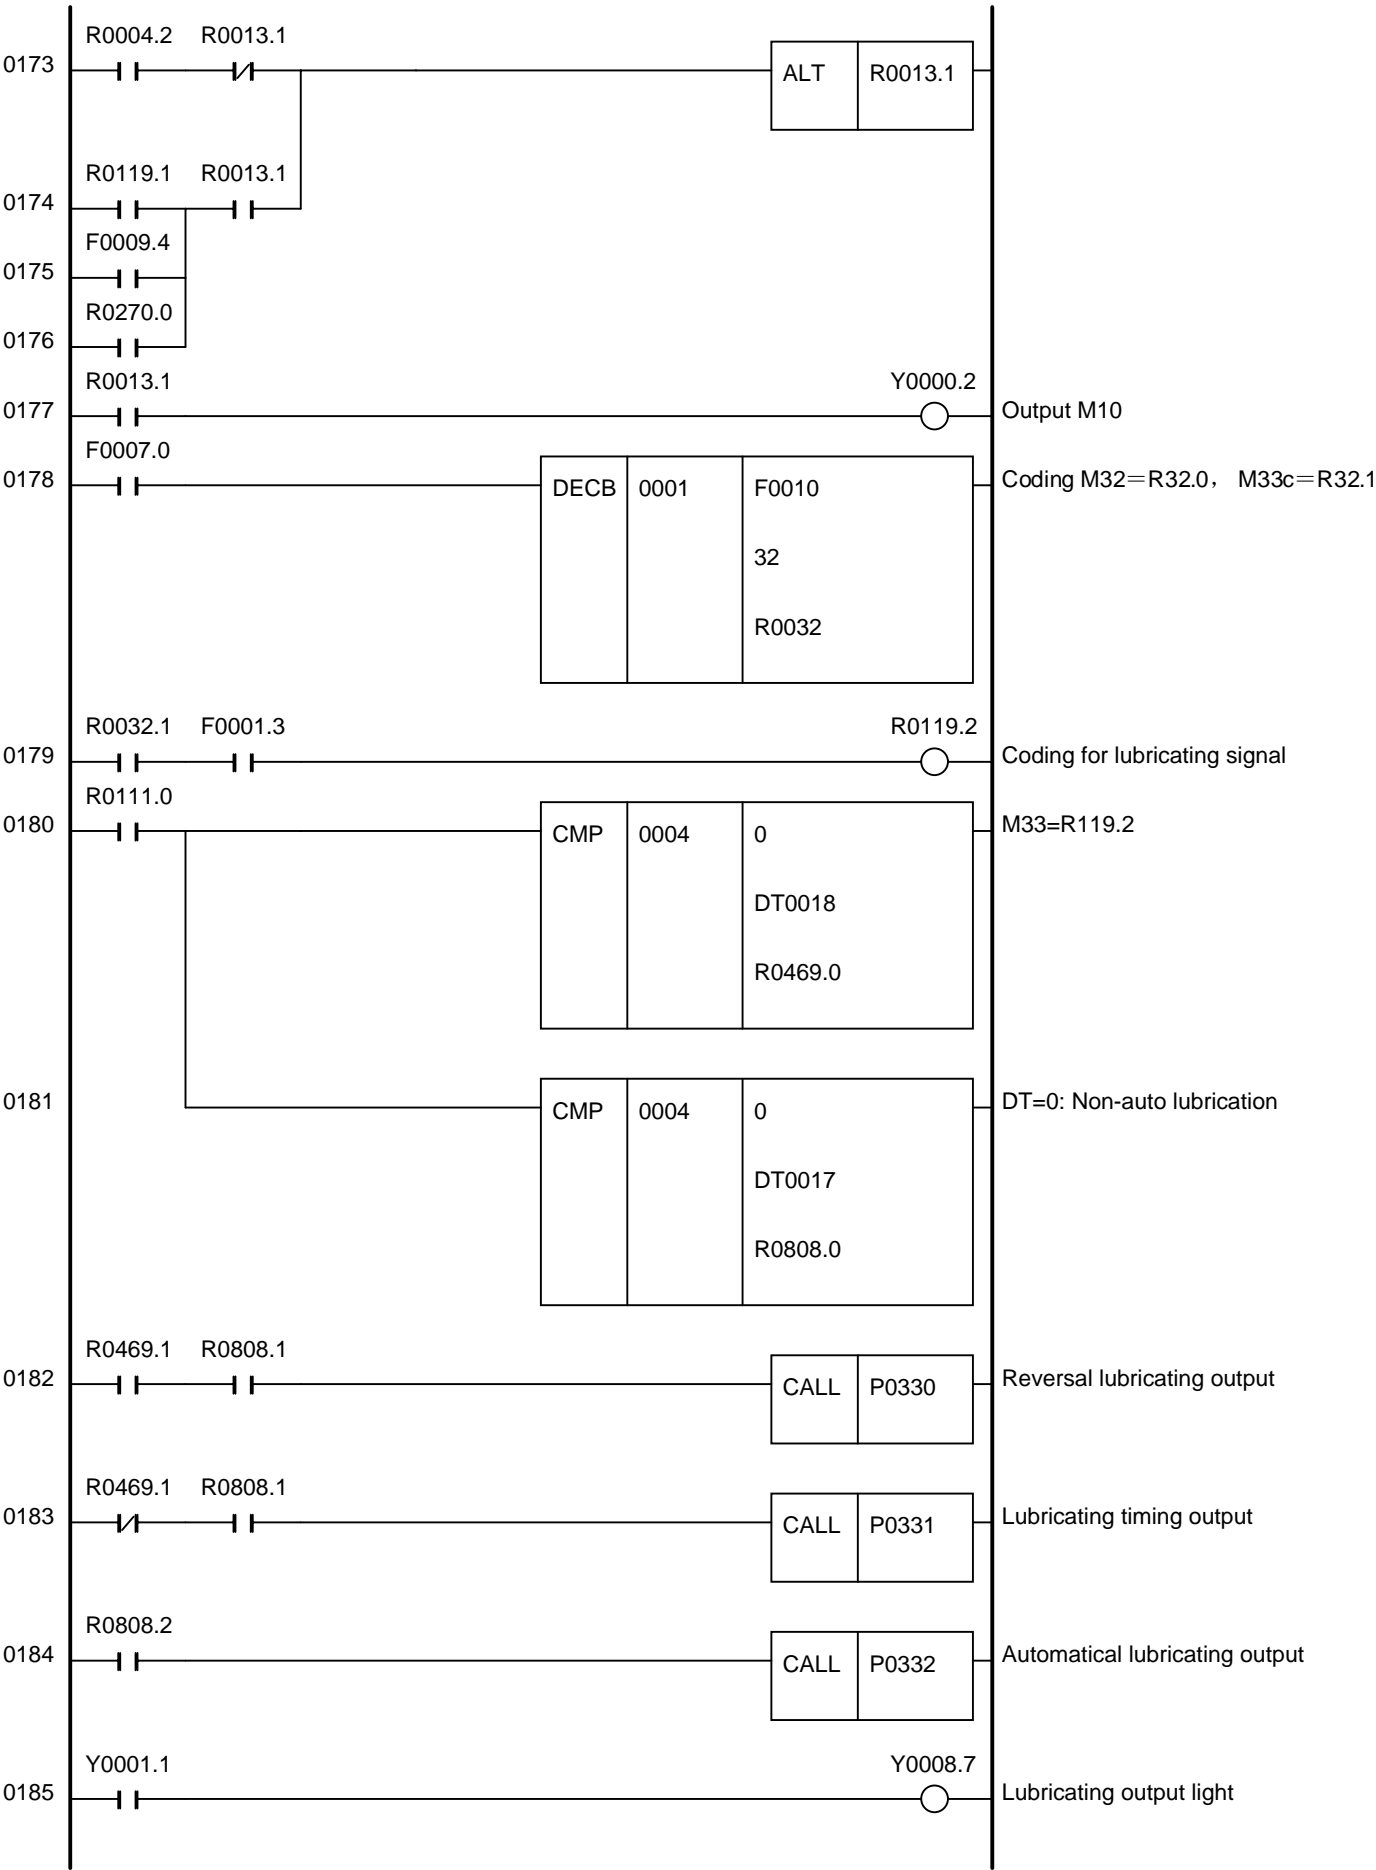 R0004.2 R0013.1
0173 ALT R0013.1
R0119.1 R0013.1
0174
F0009.4
0175
R0270.0
0176
R0013.1 Y0000.2
0177 Output M10
F0007.0
0178 DECB 0001 F0010 Coding M32＝R32.0， M33c＝R32.1
32
R0032
R0032.1 F0001.3 R0119.2
0179 Coding for lubricating signal
R0111.0
0180 CMP 0004 0 M33=R119.2
DT0018
R0469.0
0181 CMP 0004 0 DT=0: Non-auto lubrication
DT0017
R0808.0
R0469.1 R0808.1
0182 CALL P0330 Reversal lubricating output
R0469.1 R0808.1
0183 CALL P0331 Lubricating timing output
R0808.2
0184 CALL P0332 Automatical lubricating output
Y0001.1 Y0008.7
0185 Lubricating output light